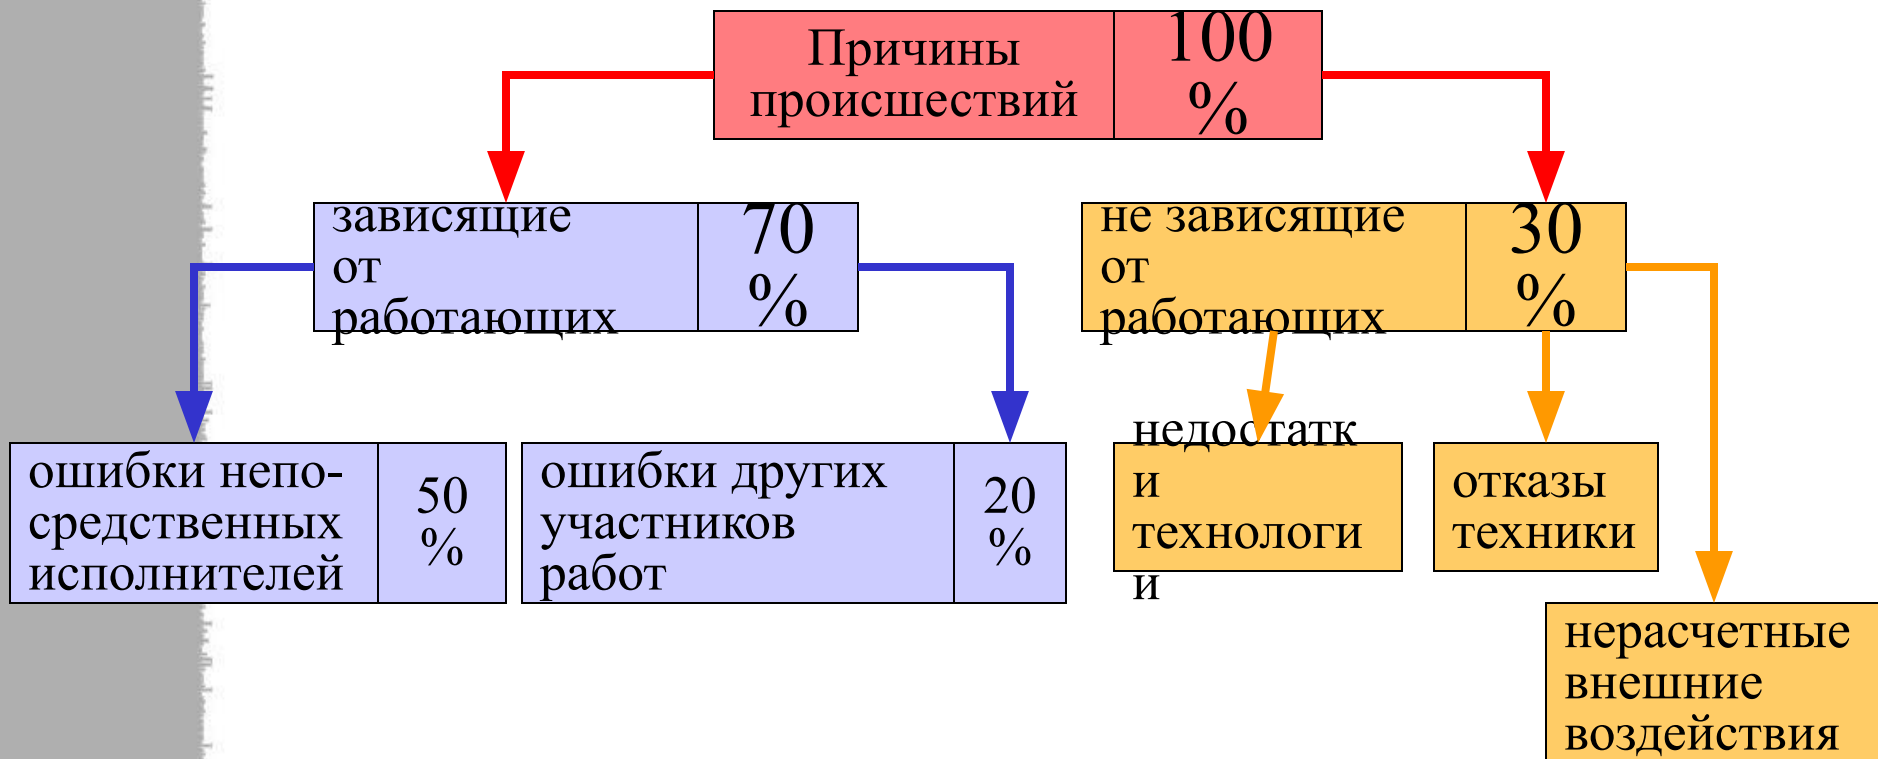 Причины
происшествий
100
%
зависящие
от
работающих
70
%
не зависящие
от
работающих
30
%
ошибки непо-
средственных
исполнителей
50
%
ошибки других
участников
работ
20
%
недостатк
и
технологи
и
отказы
техники
нерасчетные
внешние
воздействия